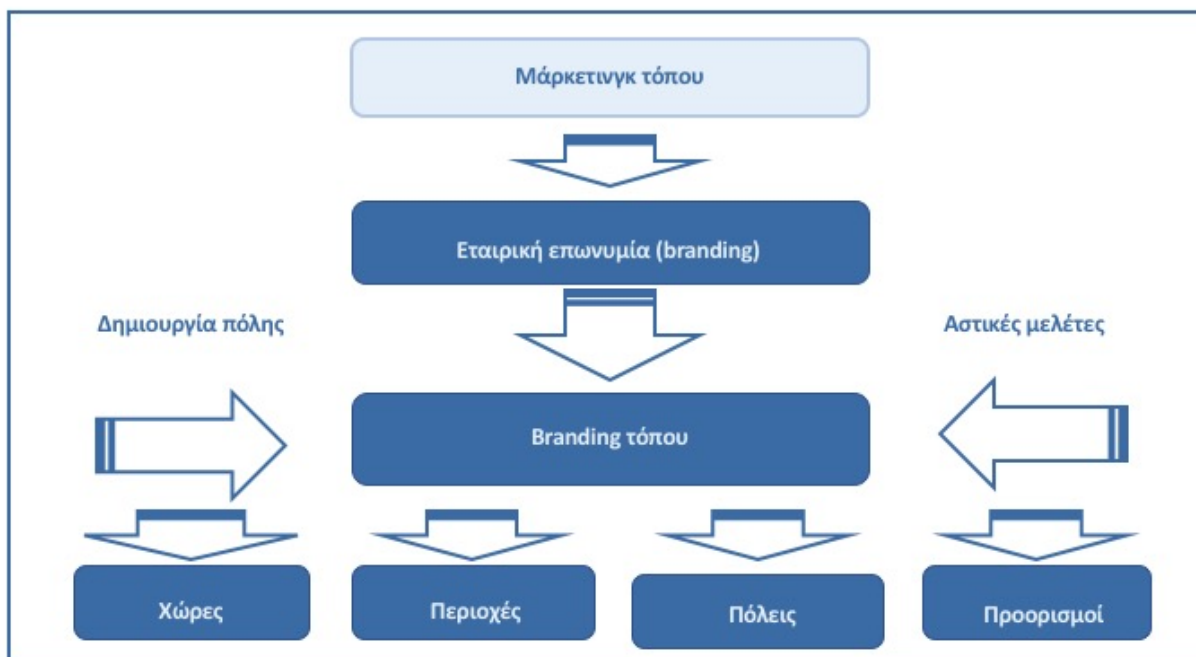 Μάρκετινγκ τόπου
Εταιρική επωνυμία (branding)
Δημιουργία πόλης
Αστικές μελέτες
Branding τόπου
Χώρες
Περιοχές
Πόλεις
Προορισμοί